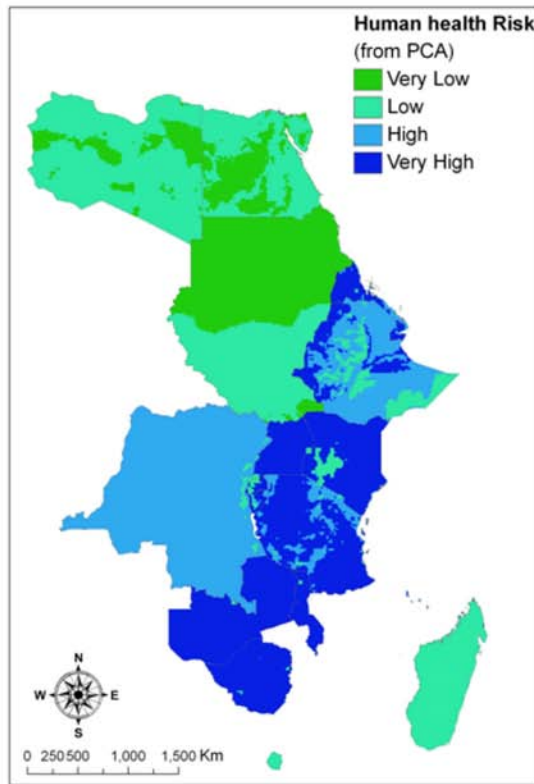 Human health Risk
(from PCA)
Very Low
Low
High
Very High
N
W E
S
0 250 500 1,000 1,500 Km